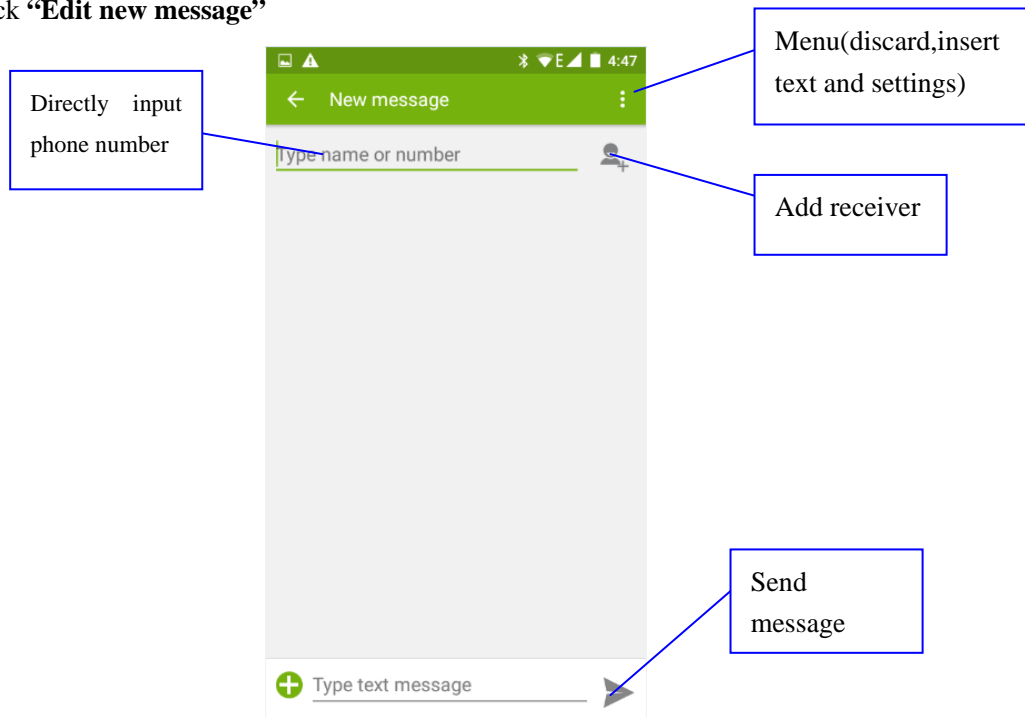 ck “Edit new message”
Menu(discard,insert
text and settings)
E 4:47
Directly input
phone number
New message
Type name or number
Add receiver
Send
message
Type text message